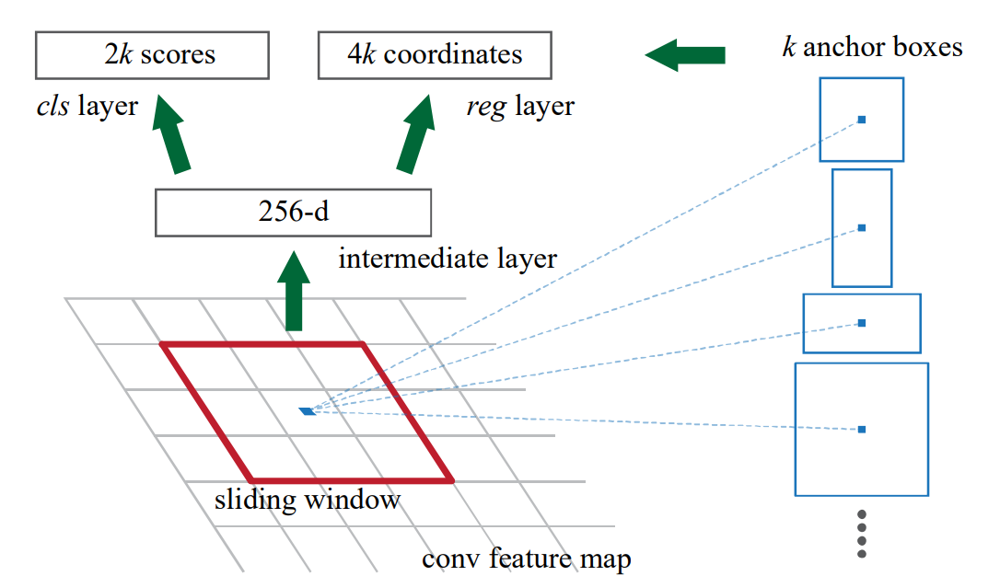 2k scores
4k coordinates
k anchor boxes
cls layer
reg layer
256-d
intermediate layer
sliding window
conv feature map